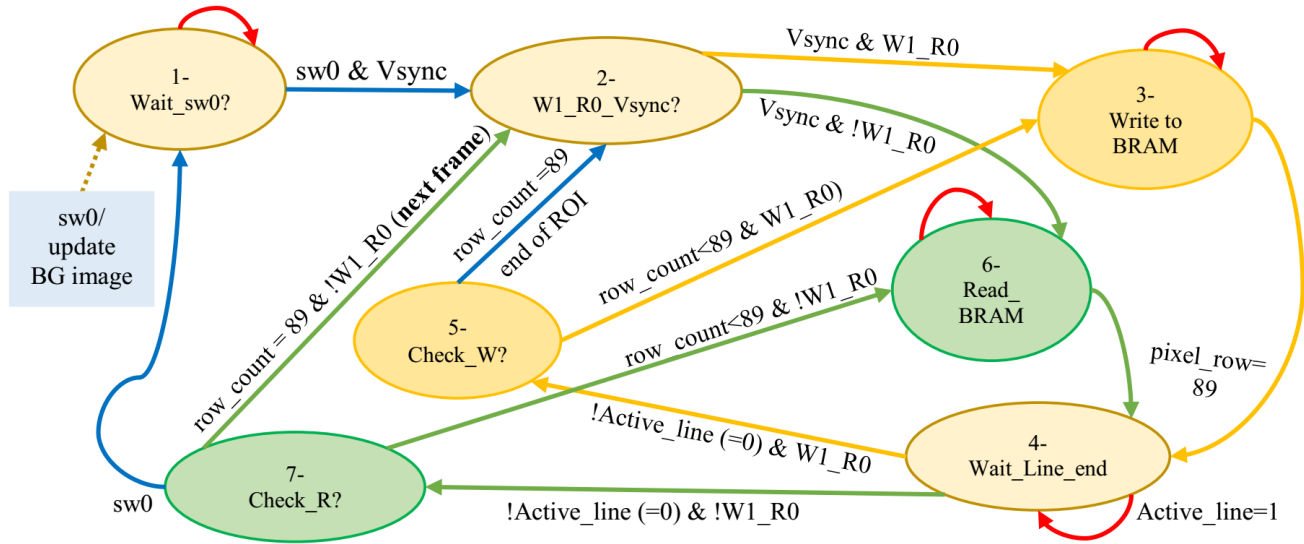 1-
Wait_sw0?
sw0 & Vsync
2-
W1_R0_Vsync?
Vsync & W1_R0
Vsync & !W1_R0
3-
Write to
BRAM
sw0/
update
BG image
row_count = 89 & !W1_R0 (next frame)
row_count =89
end of ROI
row_count<89 & W1_R0)
row_count<89 & !W1_R0
6-
Read_
BRAM
5-
Check_W?
pixel_row=
89
!Active_line (=0) & W1_R0
4-
Wait_Line_end
7-
Check_R?
sw0
!Active_line (=0) & !W1_R0
Active_line=1